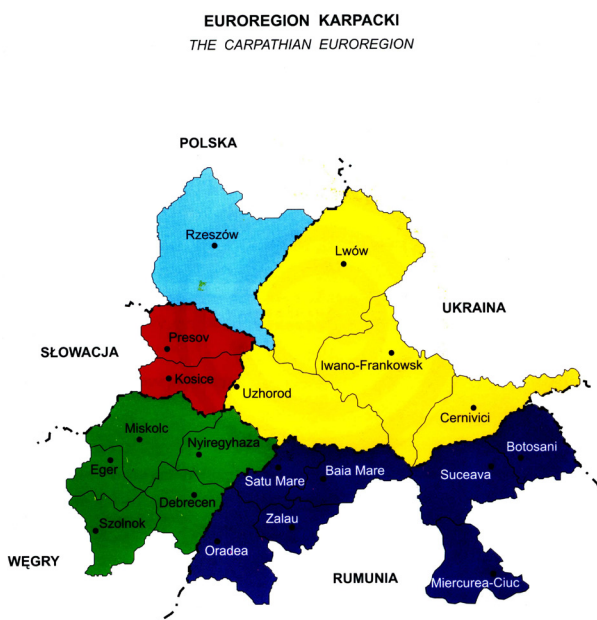 EUROREGION KARPACKI
THE CARPATHIAN EUROREGION
POLSKA
Rzeszów
Lwów
UKRAINA
Presov
SŁOWACJA
Iwano-Frankowsk
Kosice
Uzhorod
Cernivici
Miskolc
Nyiregyhaza
Botosani
Eger
Satu Mare
Baia Mare
Suceava
Debrecen
Szolnok
Zalau
Oradea
WĘGRY
RUMUNIA
Miercurea-Ciuc